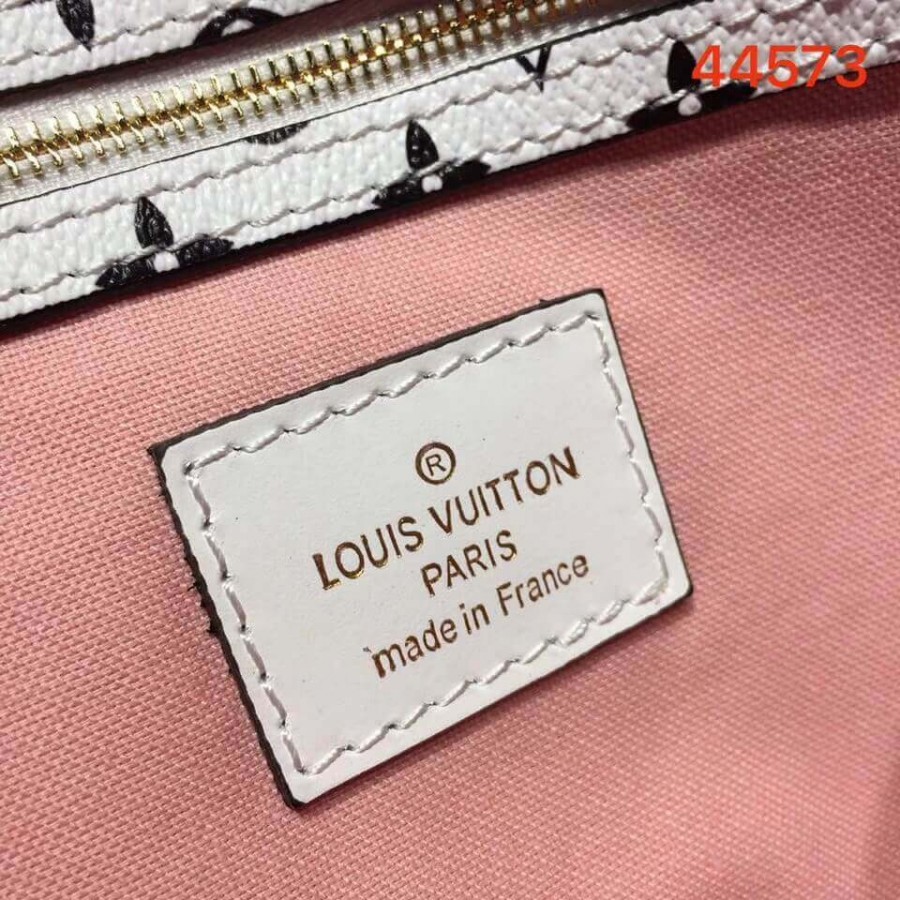 44573
®
LOUIS VUITTON
PARIS
made in France